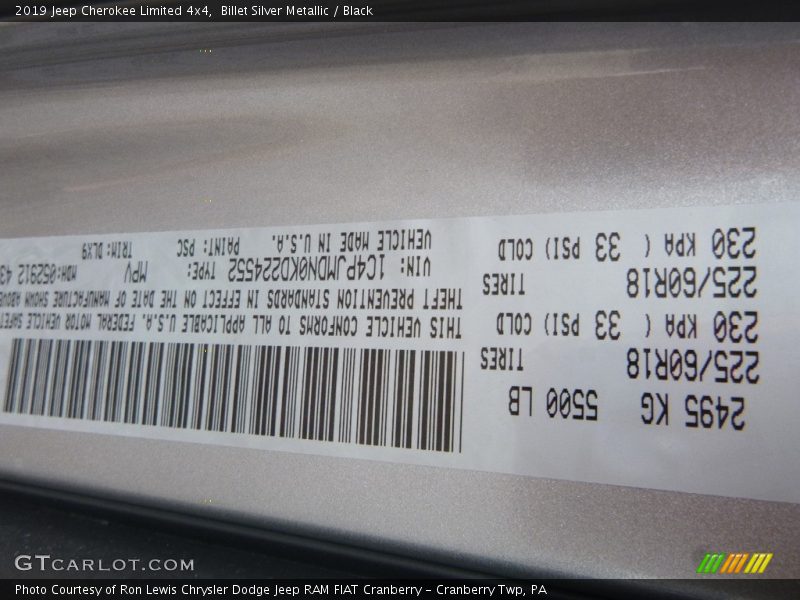 2019 Jeep Cherokee Limited 4x4, Billet Silver Metallic / Black
2495 KG 5500 LB
225/60R18 TIRES
230 KPA ( 33 PSI) COLD
225/60R18 TIRES
230 KPA ( 33 PSI) COLD
THIS VEHICLE CONFORMS TO ALL APPLICABLE U.S.A. FEDERAL MOTOR VEHICLE
THEFT PREVENTION STANDARDS IN EFFECT ON THE DATE OF MANUFACTURE SHOWN
VIN: 1C4PJMDN0KD224552 TYPE: MPV MDH:052912
VEHICLE MADE IN U.S.A. PAINT: PSC TRIM: DLX9
GTCARLOT.COM
Photo Courtesy of Ron Lewis Chrysler Dodge Jeep RAM FIAT Cranberry – Cranberry Twp, PA